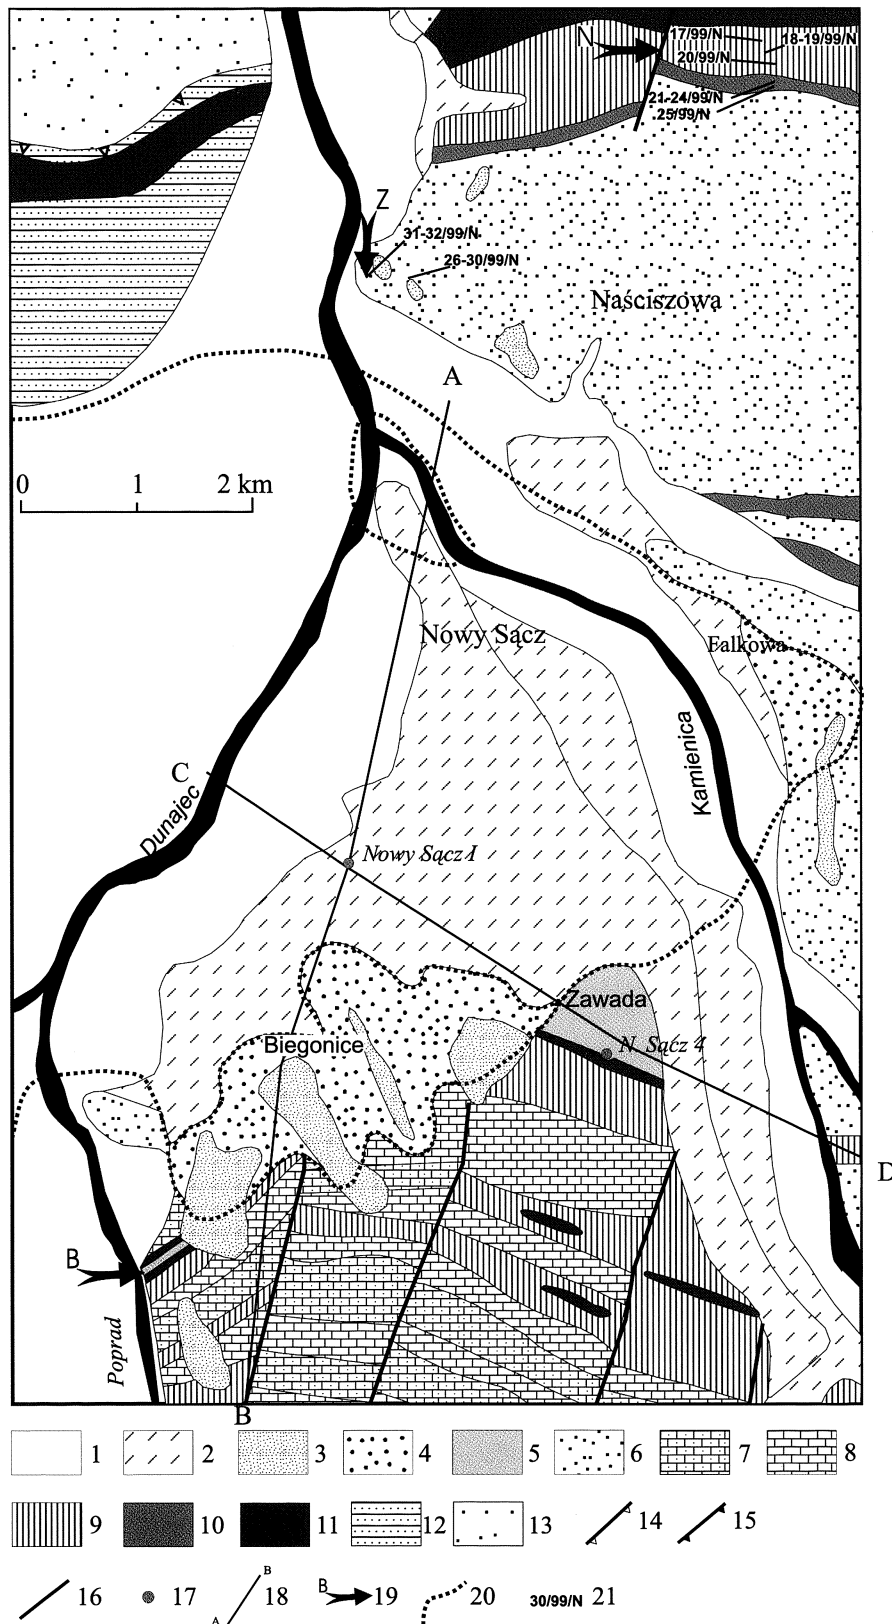 N
17/99/N
18-19/99/N
20/99/N
21-24/99/N
25/99/N
Z
31-32/99/N
26-30/99/N
Naściszowa
A
0 1 2 km
Nowy Sącz
Falkowa
Kamienica
C
Dunajec
Nowy Sącz I
Zawada
N. Sącz 4
Biegonice
D
B
Poprad
B
1 2 3 4 5 6 7 8
9 10 11 12 13 14 15
16 17 A B 18 B 19 20 30/99/N 21